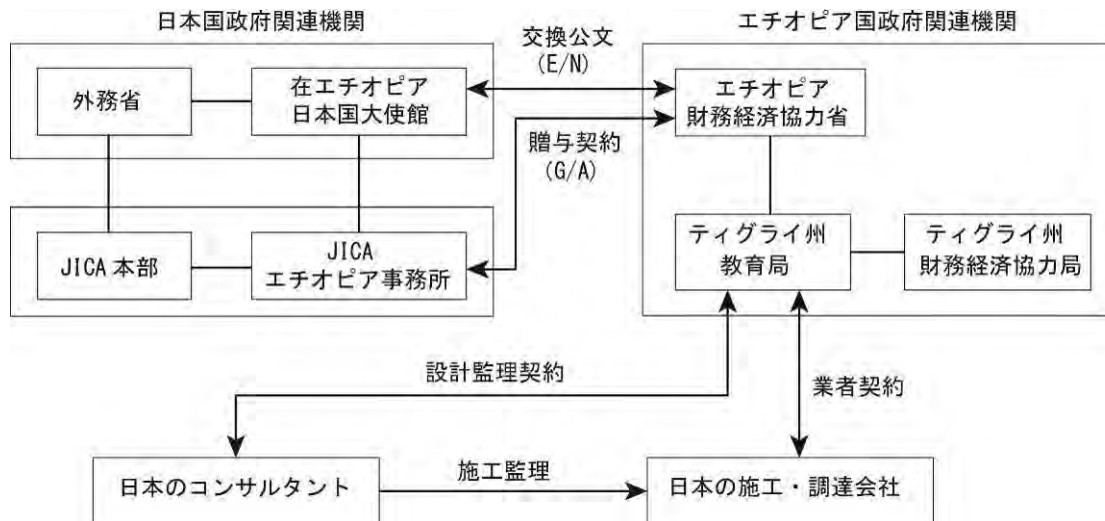 日本国政府関連機関
エチオピア国政府関連機関
外務省
在エチオピア
日本国大使館
交換公文
(E/N)
エチオピア
財務経済協力省
贈与契約
(G/A)
JICA本部
JICA
エチオピア事務所
ティグライ州
教育局
ティグライ州
財務経済協力局
設計監理契約
業者契約
日本のコンサルタント
施工監理
日本の施工・調達会社